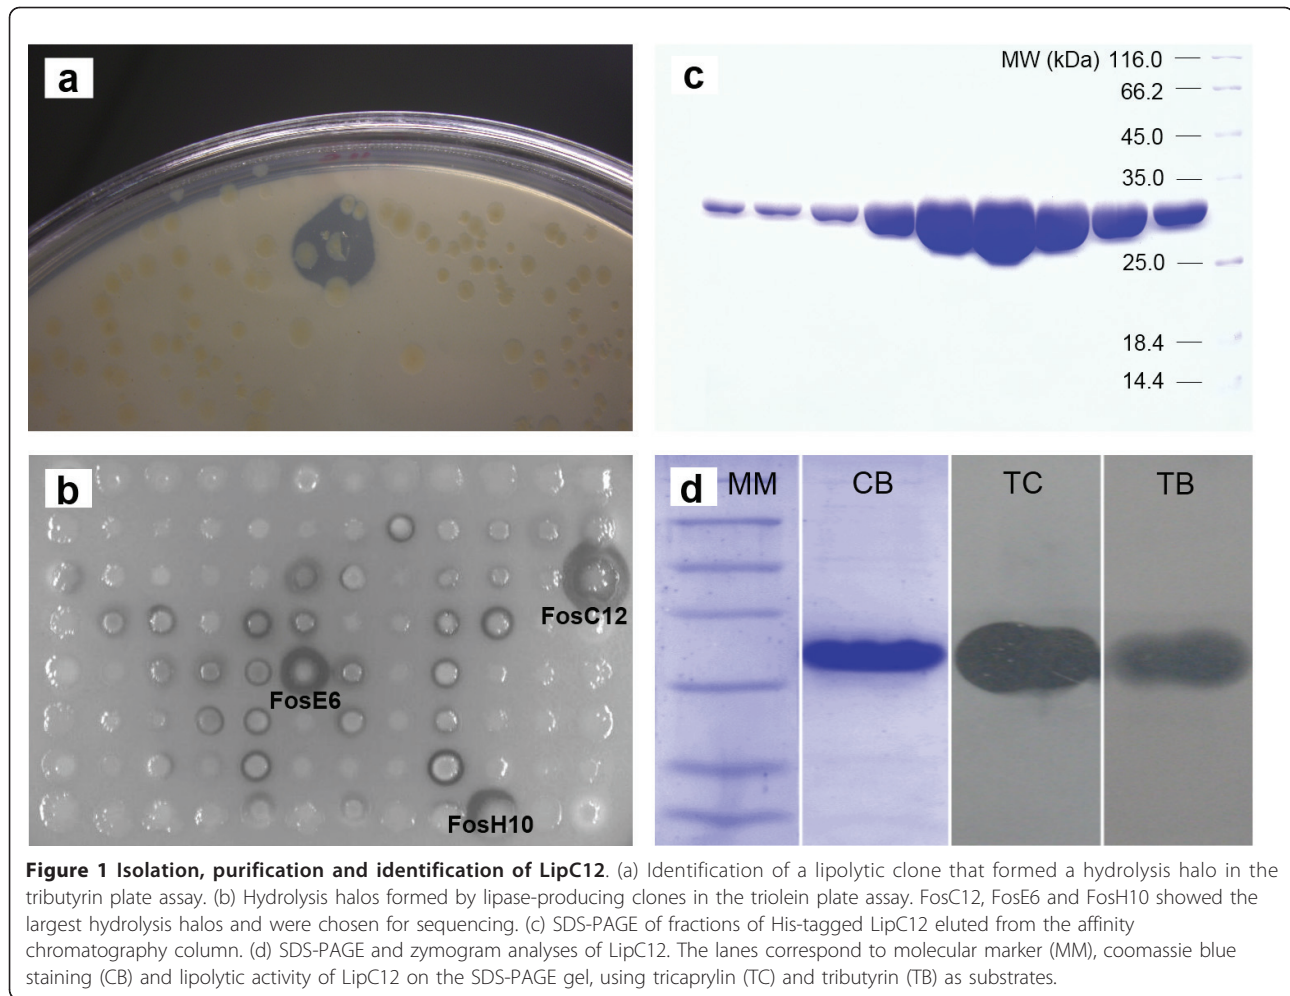 a
c
MW (kDa) 116.0
66.2
45.0
35.0
25.0
18.4
14.4
b
FosC12
FosE6
FosH10
d MM CB TC TB
Figure 1 Isolation, purification and identification of LipC12. (a) Identification of a lipolytic clone that formed a hydrolysis halo in the
tributyrin plate assay. (b) Hydrolysis halos formed by lipase-producing clones in the triolein plate assay. FosC12, FosE6 and FosH10 showed the
largest hydrolysis halos and were chosen for sequencing. (c) SDS-PAGE of fractions of His-tagged LipC12 eluted from the affinity
chromatography column. (d) SDS-PAGE and zymogram analyses of LipC12. The lanes correspond to molecular marker (MM), coomassie blue
staining (CB) and lipolytic activity of LipC12 on the SDS-PAGE gel, using tricaprylin (TC) and tributyrin (TB) as substrates.